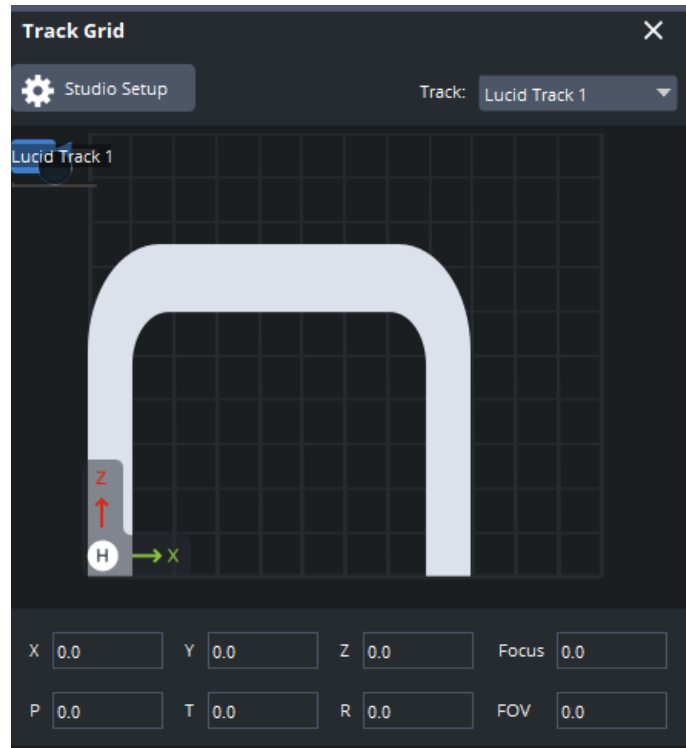 Track Grid
Studio Setup
Track: Lucid Track 1
Lucid Track 1
Z
H X
X 0.0 Y 0.0 Z 0.0 Focus 0.0
P 0.0 T 0.0 R 0.0 FOV 0.0